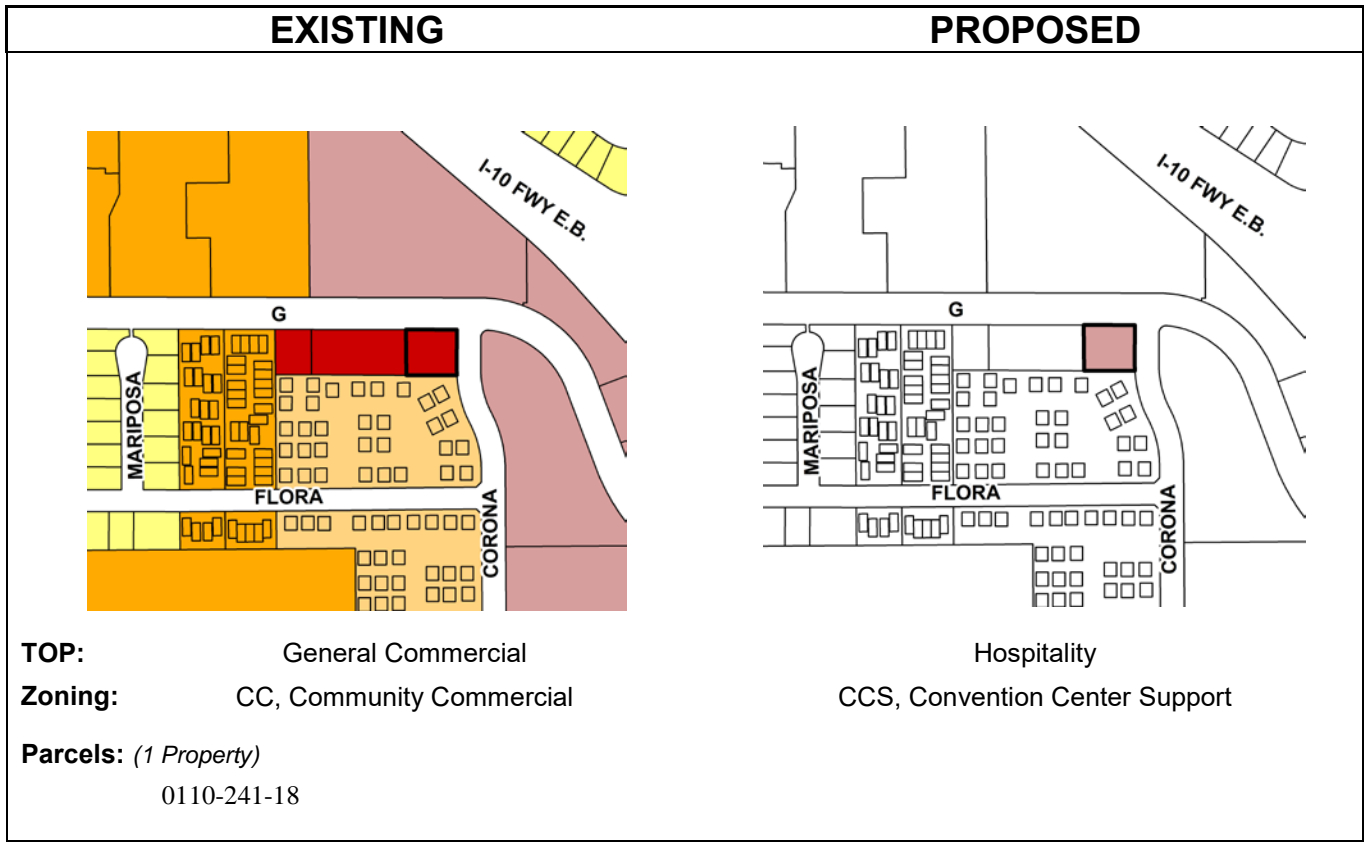 EXISTING PROPOSED
I-10 FWY E.B.
G
MARIPOSA
FLORA
CORONA
I-10 FWY E.B.
G
MARIPOSA
FLORA
CORONA
TOP: General Commercial Hospitality
Zoning: CC, Community Commercial CCS, Convention Center Support
Parcels: (1 Property)
0110-241-18